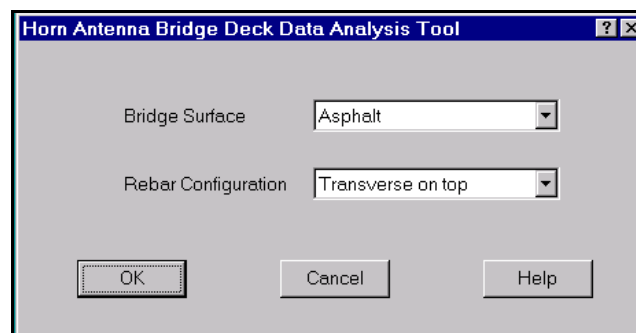 Horn Antenna Bridge Deck Data Analysis Tool ? ×
Bridge Surface Asphalt
Rebar Configuration Transverse on top
OK Cancel Help